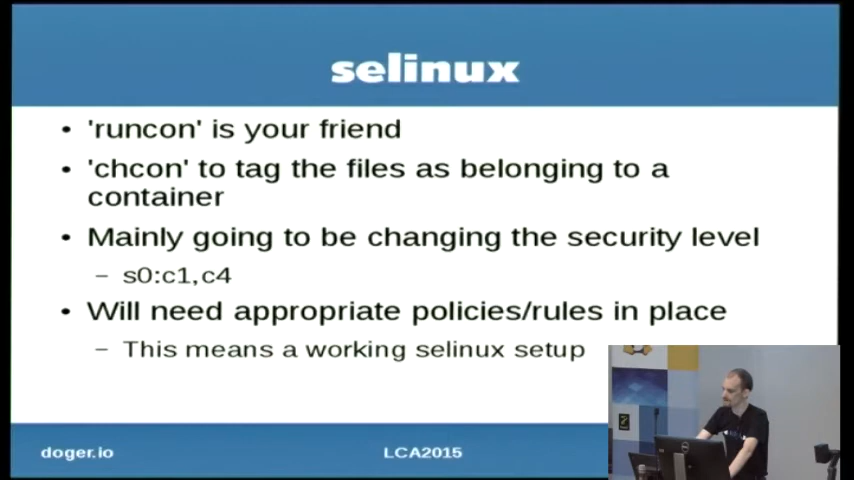 selinux
• 'runcon' is your friend
• 'chcon' to tag the files as belonging to a
container
• Mainly going to be changing the security level
– s0:c1,c4
• Will need appropriate policies/rules in place
– This means a working selinux setup
doger.io
LCA2015